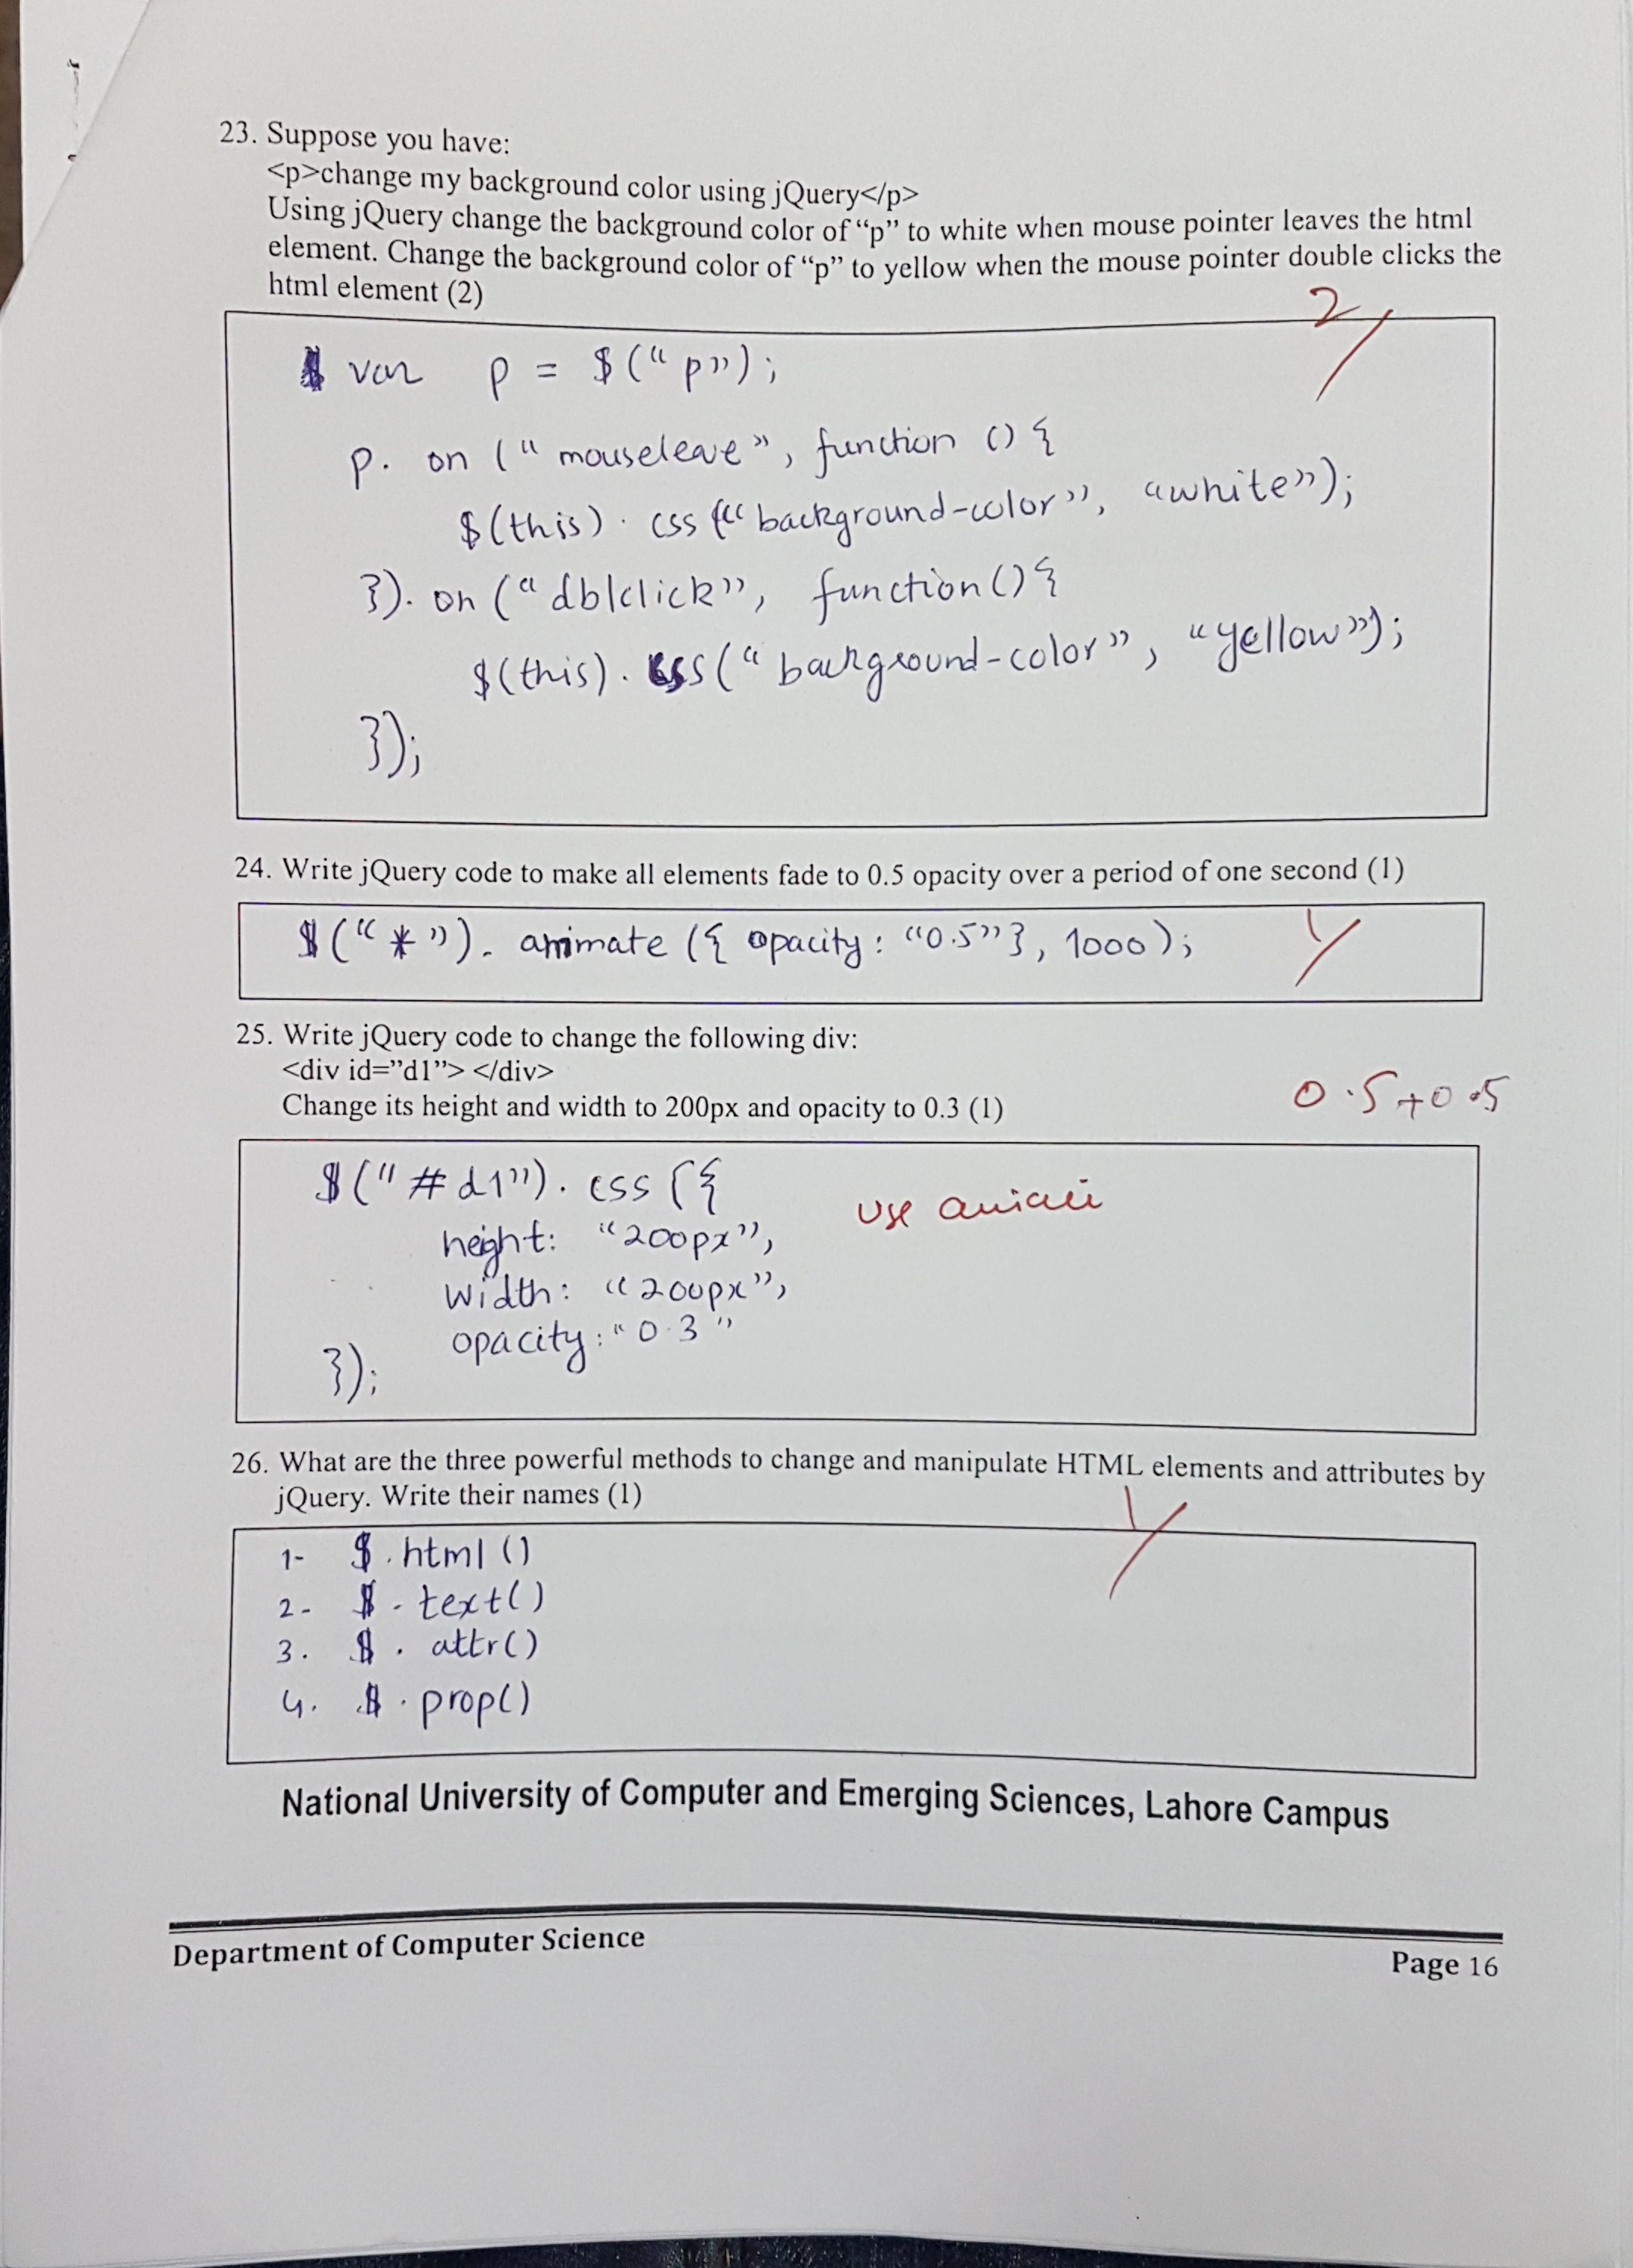 23. Suppose you have:
<p>change my background color using jQuery</p>
Using jQuery change the background color of “p” to white when mouse pointer leaves the html
element. Change the background color of “p” to yellow when the mouse pointer double clicks the
html element (2)
2
var p = $(“p”);
p. on (“mouseleave”, function () {
$(this). css (“background-color”, “white”);
}). on (“dblclick”, function() {
$(this). css(“background-color”, “yellow”);
});
24. Write jQuery code to make all elements fade to 0.5 opacity over a period of one second (1)
$(“*”). animate ({ opacity: “0.5”}, 1000);
1
25. Write jQuery code to change the following div:
<div id=”d1”> </div>
Change its height and width to 200px and opacity to 0.3 (1)
0.5+0.5
$(“#d1”). css ({
use
height: “200px”,
width: “200px”,
opacity: “0.3”
});
26. What are the three powerful methods to change and manipulate HTML elements and attributes by
jQuery. Write their names (1)
1
1- $.html()
2- $.text()
3. $.attr()
4. $.prop()
National University of Computer and Emerging Sciences, Lahore Campus
Department of Computer Science
Page 16